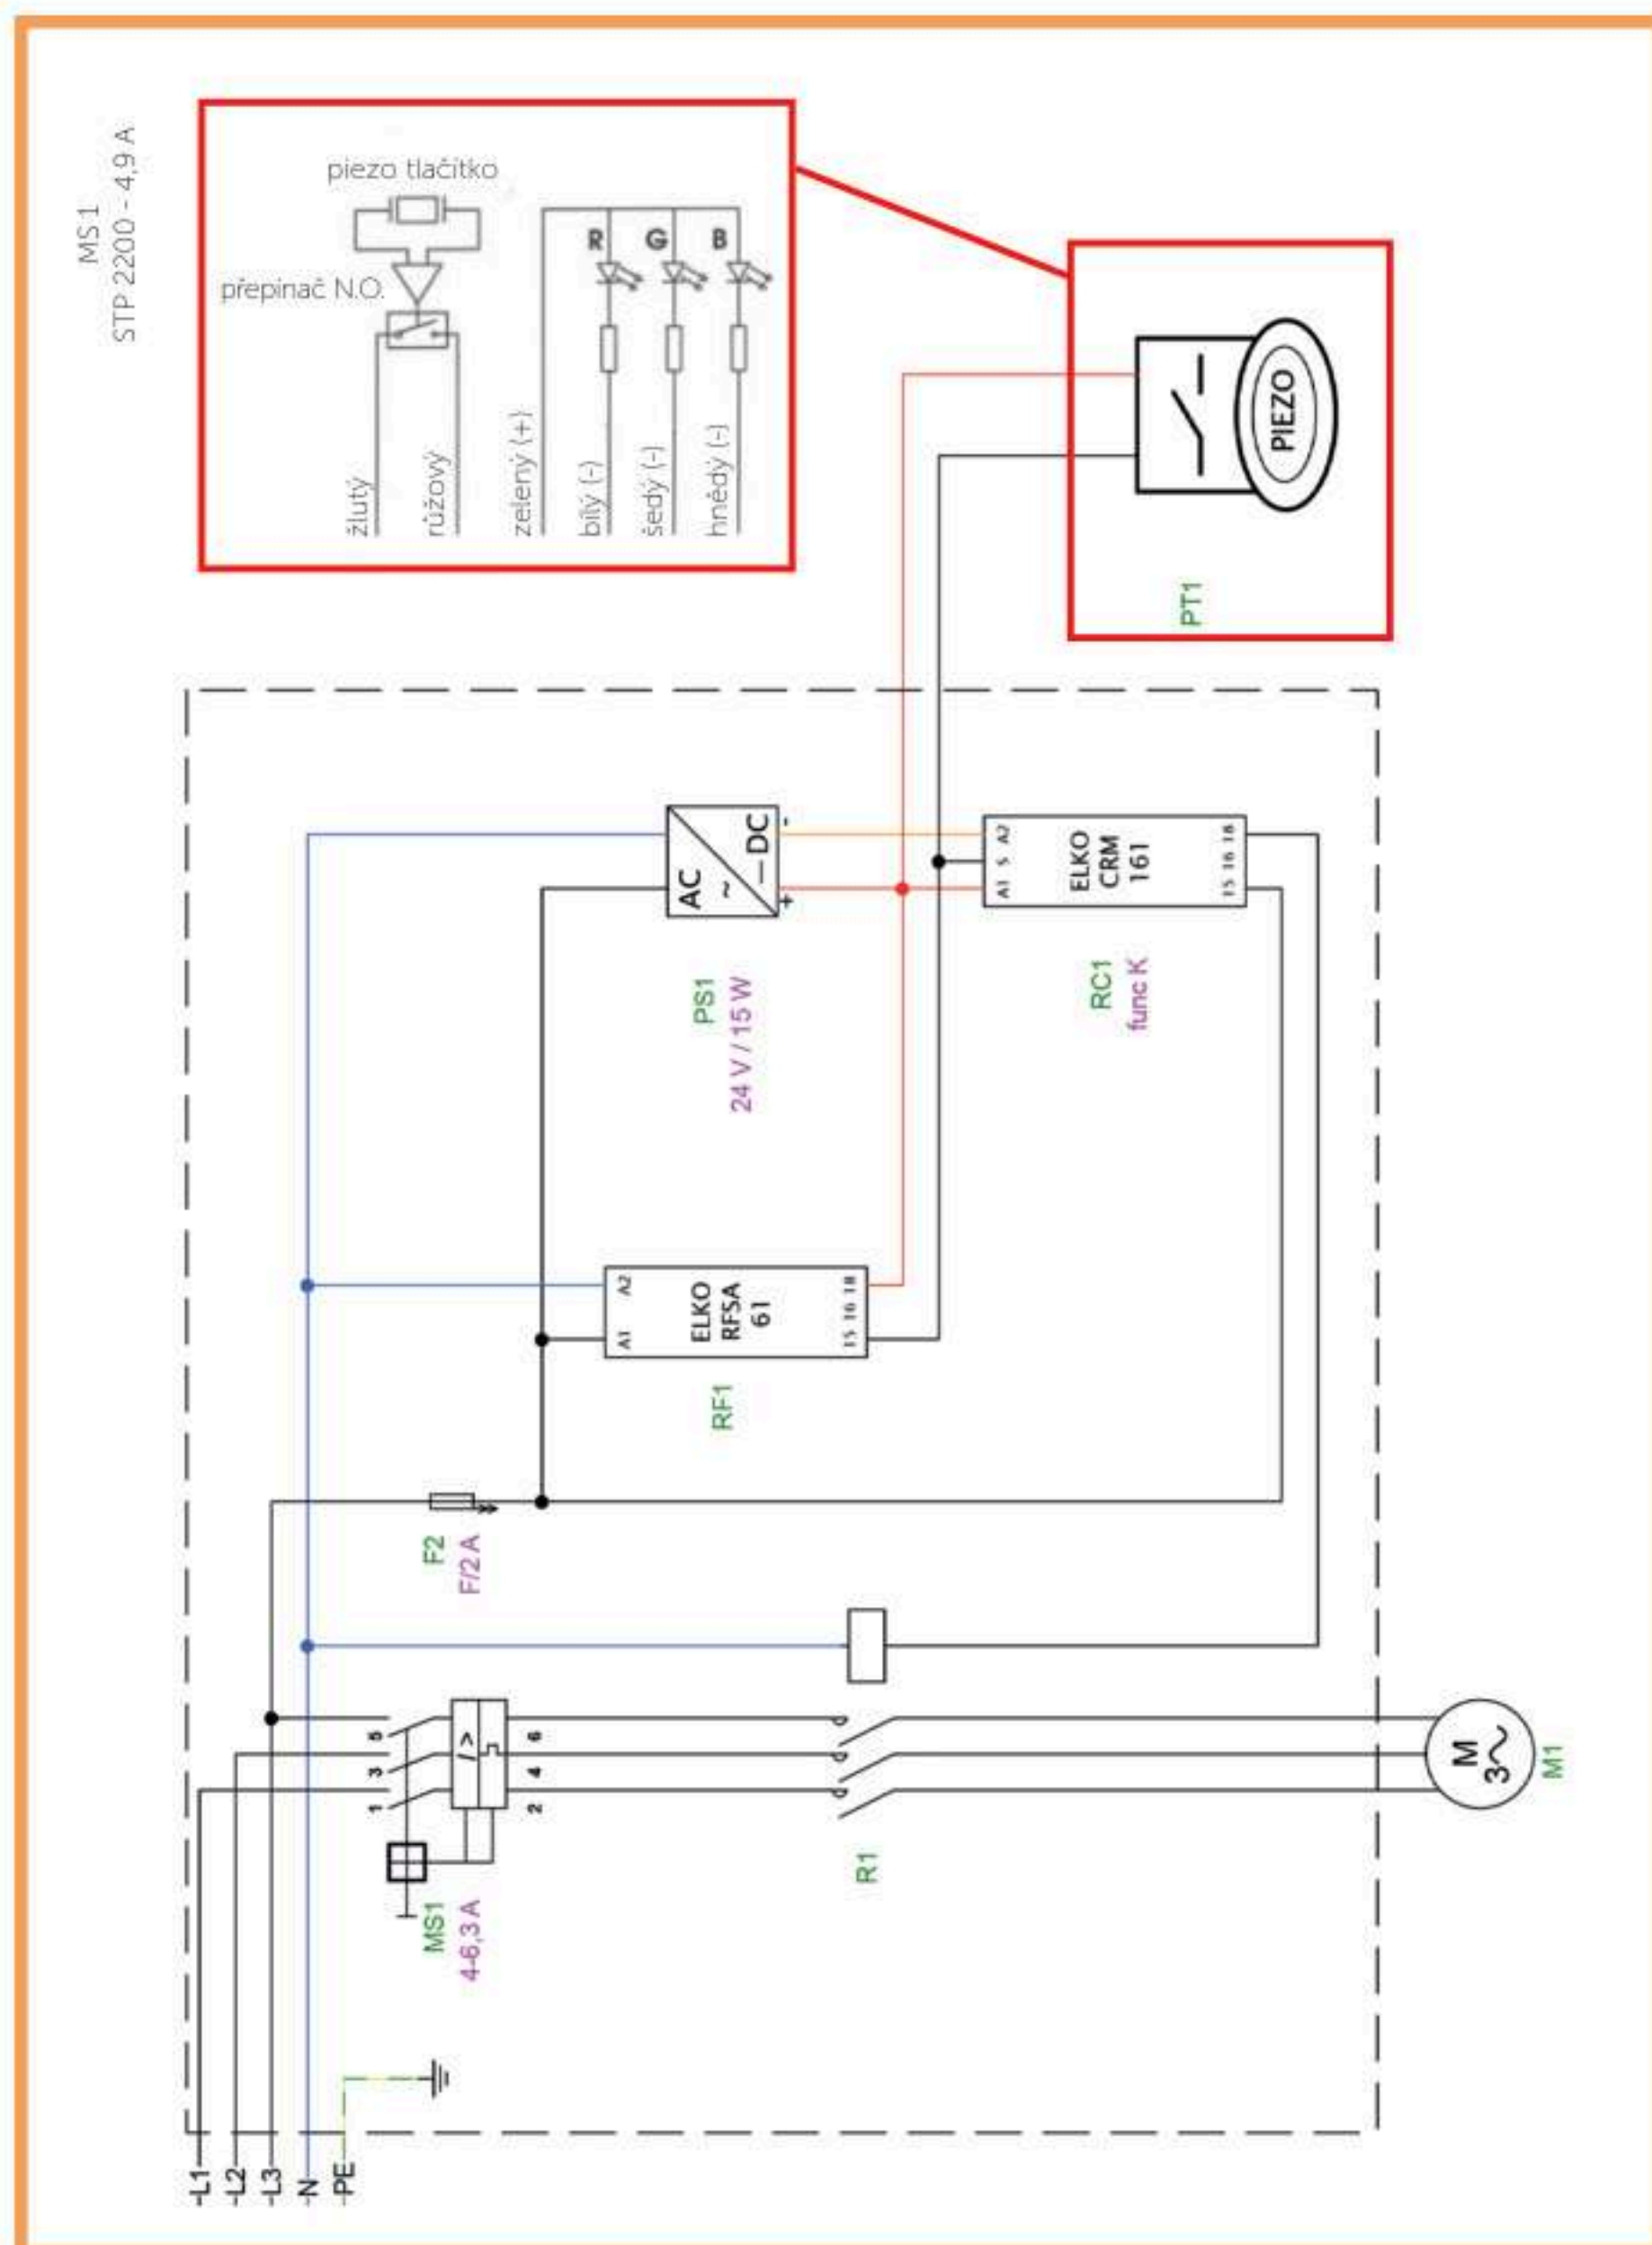 MS1
STP 2200 - 4,9 A
piezo tlačítko
přepínač N.O.
žlutý
růžový
zelený (+)
bílý (-)
šedý (-)
hnědý (-)
R
G
B
PIEZO
PT1
AC
~
— DC
+
-
PS1
24 V / 15 W
A1 S A2
ELKO
CRM
161
15 16 18
RC1
func K
A1 A2
ELKO
RFSA
61
15 16 18
RF1
F2
F/2 A
1 3 5
I >
2 4 6
MS1
4-6,3 A
R1
M
3~
M1
-L1
-L2
-L3
-N
-PE